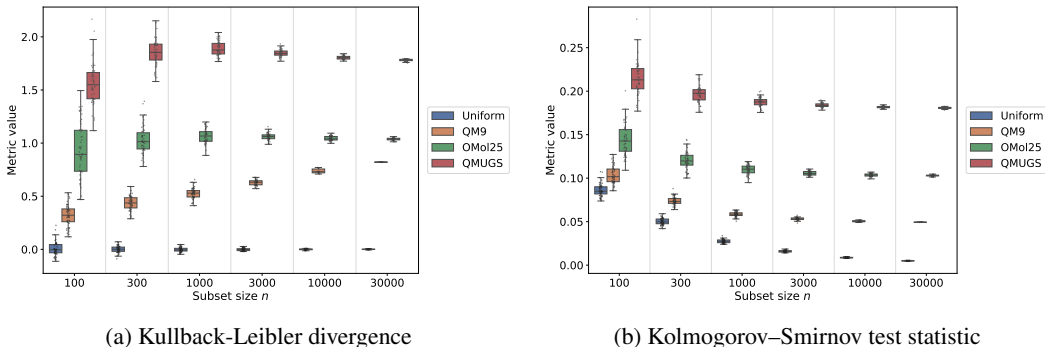 2.0
1.5
1.0
0.5
0.0
Metric value
100 300 1000 3000 10000 30000
Subset size n
Uniform
QM9
OMol25
QMUGS
(a) Kullback-Leibler divergence
0.25
0.20
0.15
0.10
0.05
0.00
Metric value
100 300 1000 3000 10000 30000
Subset size n
Uniform
QM9
OMol25
QMUGS
(b) Kolmogorov–Smirnov test statistic